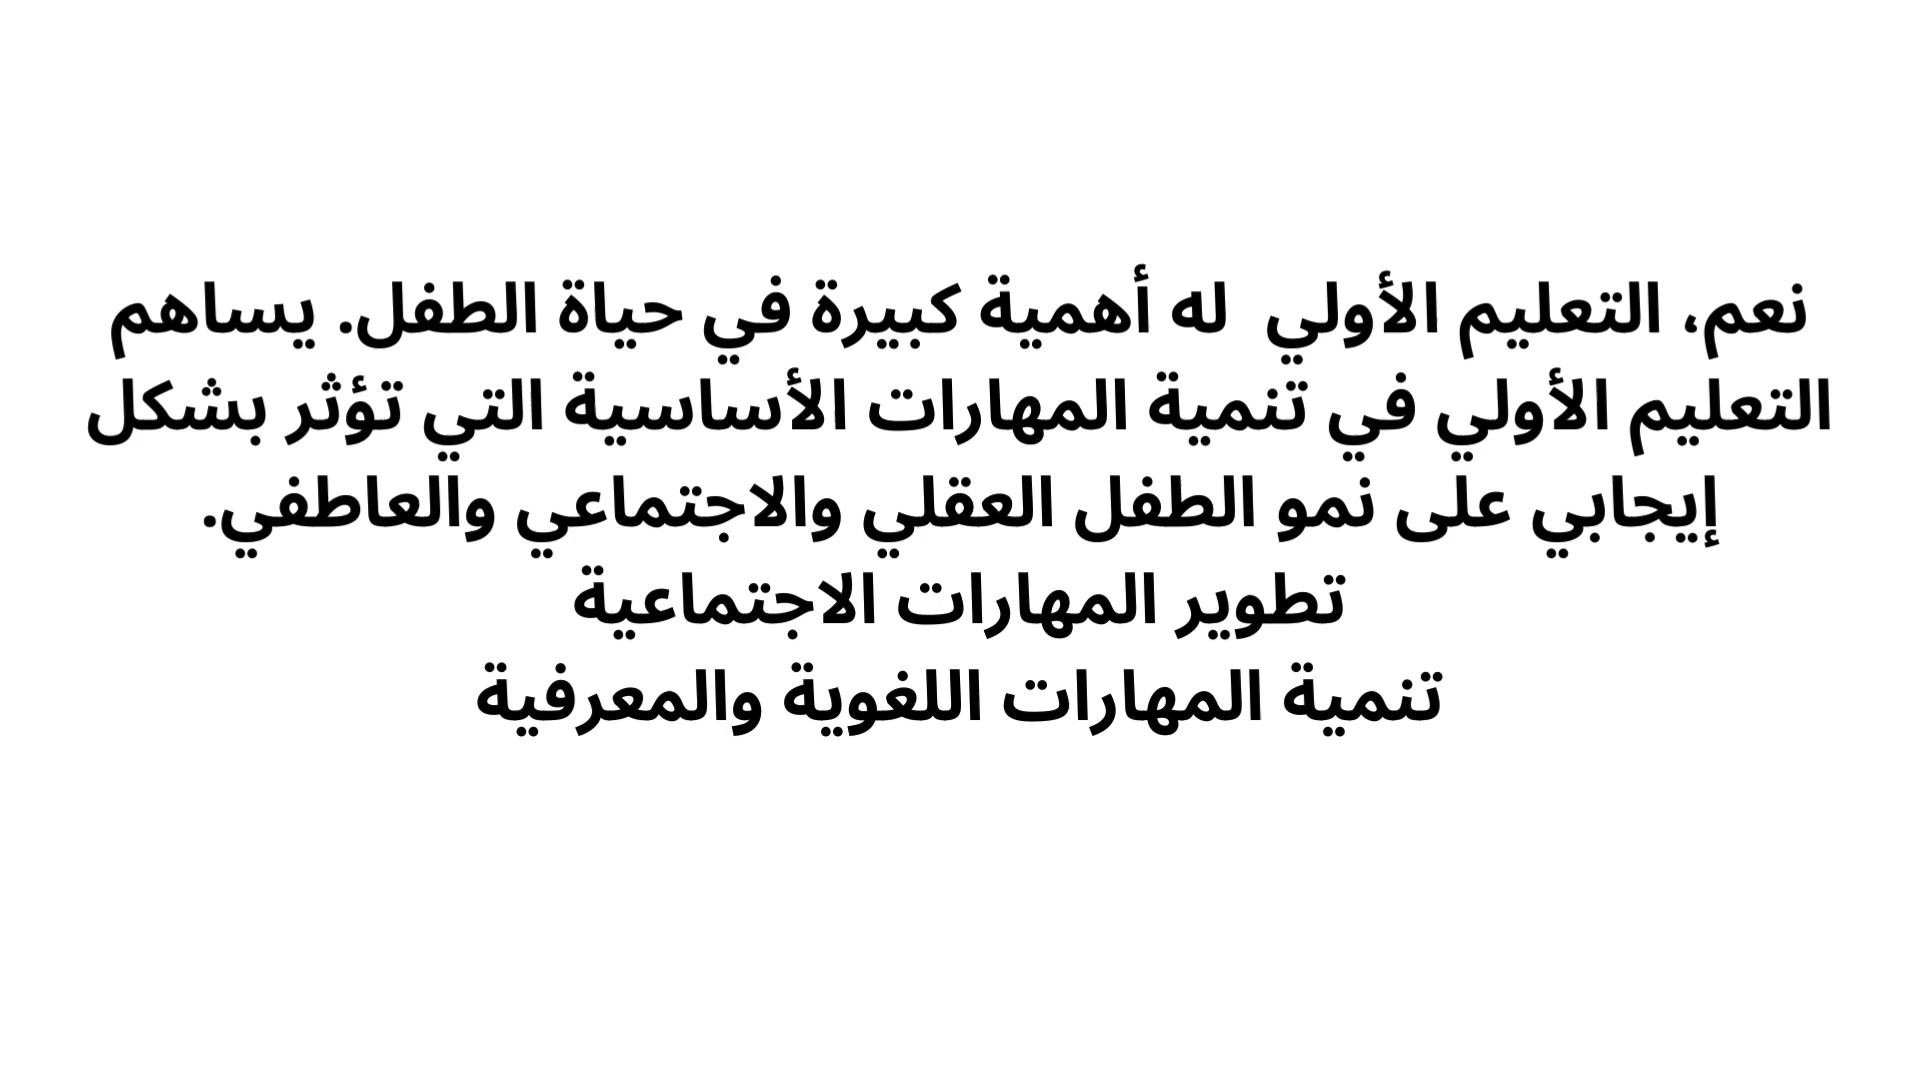 نعم، التعليم الأولي  له أهمية كبيرة في حياة الطفل. يساهم
التعليم الأولي في تنمية المهارات الأساسية التي تؤثر بشكل
إيجابي على نمو الطفل العقلي والاجتماعي والعاطفي.
تطوير المهارات الاجتماعية
تنمية المهارات اللغوية والمعرفية